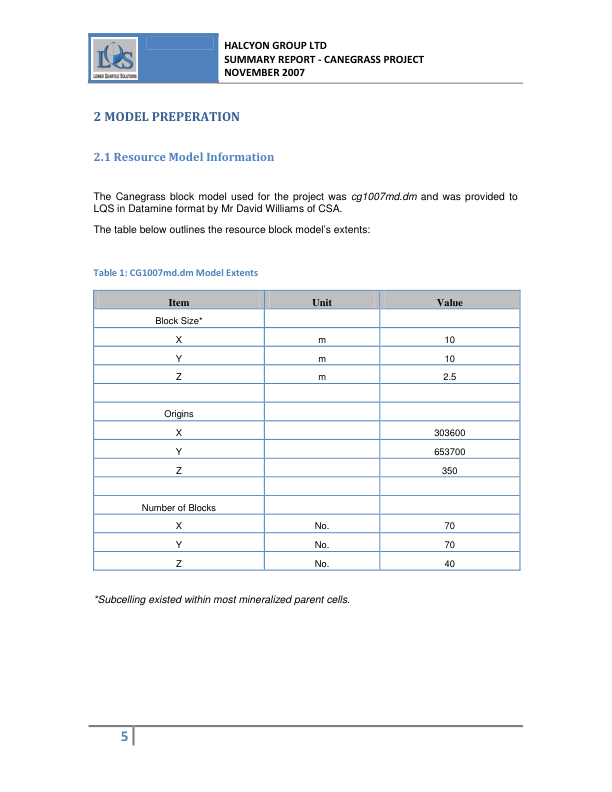 LQS
LOWER QUARTILE SOLUTIONS
HALCYON GROUP LTD
SUMMARY REPORT - CANEGRASS PROJECT
NOVEMBER 2007
2 MODEL PREPERATION
2.1 Resource Model Information
The Canegrass block model used for the project was cg1007md.dm and was provided to
LQS in Datamine format by Mr David Williams of CSA.
The table below outlines the resource block model's extents:
Table 1: CG1007md.dm Model Extents
Item Unit Value
Block Size*
X m 10
Y m 10
Z m 2.5
Origins
X 303600
Y 653700
Z 350
Number of Blocks
X No. 70
Y No. 70
Z No. 40
*Subcelling existed within most mineralized parent cells.
5